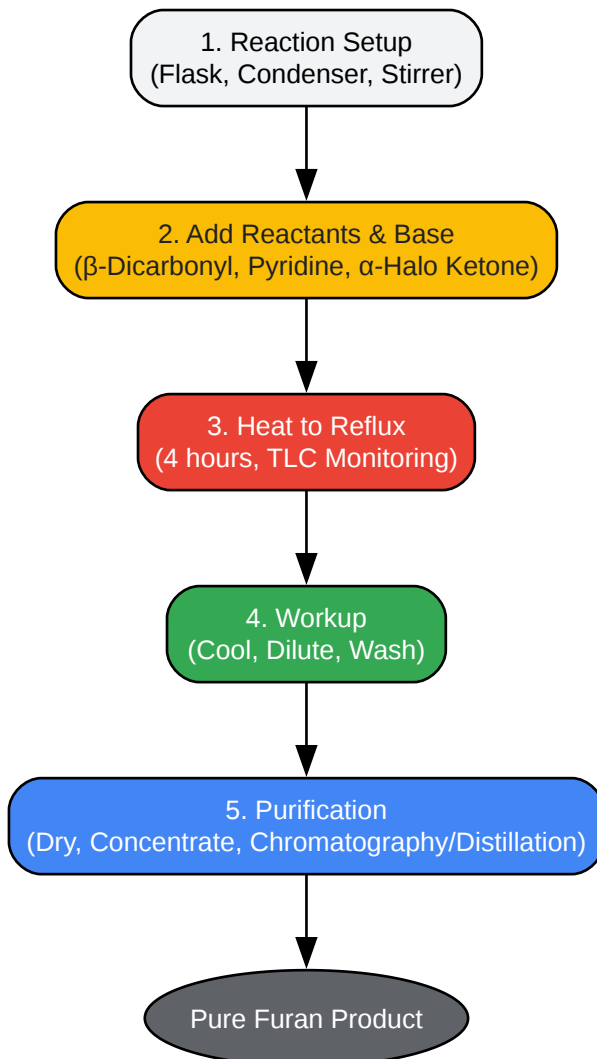 1. Reaction Setup
(Flask, Condenser, Stirrer)
2. Add Reactants & Base
(β-Dicarbonyl, Pyridine, α-Halo Ketone)
3. Heat to Reflux
(4 hours, TLC Monitoring)
4. Workup
(Cool, Dilute, Wash)
5. Purification
(Dry, Concentrate, Chromatography/Distillation)
Pure Furan Product